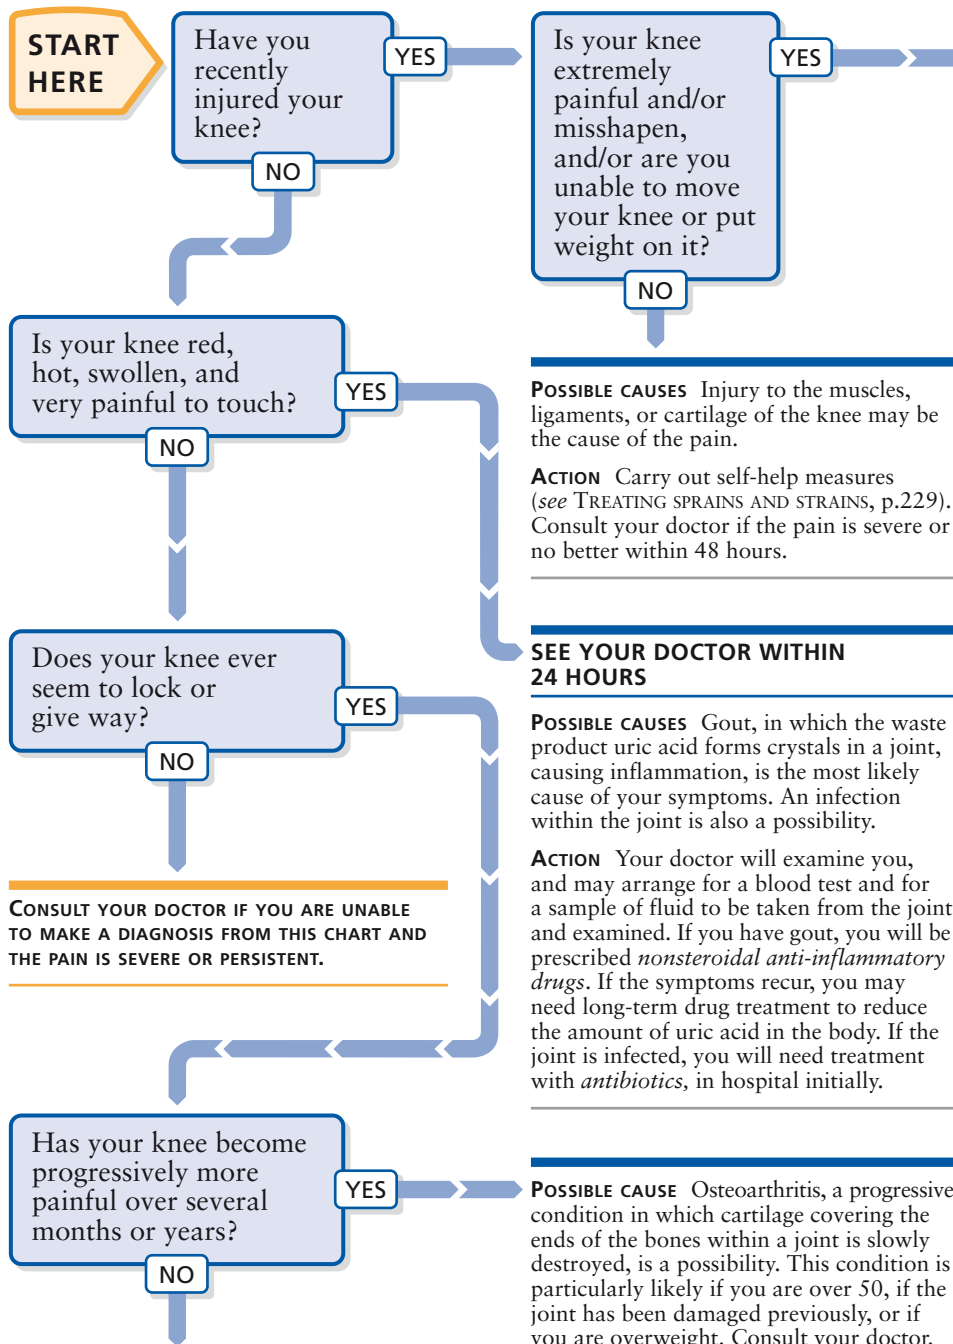 START
HERE
Have you
recently
injured your
knee?
YES
NO
Is your knee
extremely
painful and/or
misshapen,
and/or are you
unable to move
your knee or put
weight on it?
YES
NO
Is your knee red,
hot, swollen, and
very painful to touch?
YES
NO
POSSIBLE CAUSES Injury to the muscles,
ligaments, or cartilage of the knee may be
the cause of the pain.
ACTION Carry out self-help measures
(see TREATING SPRAINS AND STRAINS, p.229).
Consult your doctor if the pain is severe or
no better within 48 hours.
Does your knee ever
seem to lock or
give way?
YES
NO
SEE YOUR DOCTOR WITHIN
24 HOURS
POSSIBLE CAUSES Gout, in which the waste
product uric acid forms crystals in a joint,
causing inflammation, is the most likely
cause of your symptoms. An infection
within the joint is also a possibility.
ACTION Your doctor will examine you,
and may arrange for a blood test and for
a sample of fluid to be taken from the joint
and examined. If you have gout, you will be
prescribed nonsteroidal anti-inflammatory
drugs. If the symptoms recur, you may
need long-term drug treatment to reduce
the amount of uric acid in the body. If the
joint is infected, you will need treatment
with antibiotics, in hospital initially.
CONSULT YOUR DOCTOR IF YOU ARE UNABLE
TO MAKE A DIAGNOSIS FROM THIS CHART AND
THE PAIN IS SEVERE OR PERSISTENT.
Has your knee become
progressively more
painful over several
months or years?
YES
NO
POSSIBLE CAUSE Osteoarthritis, a progressive
condition in which cartilage covering the
ends of the bones within a joint is slowly
destroyed, is a possibility. This condition is
particularly likely if you are over 50, if the
joint has been damaged previously, or if
you are overweight. Consult your doctor.